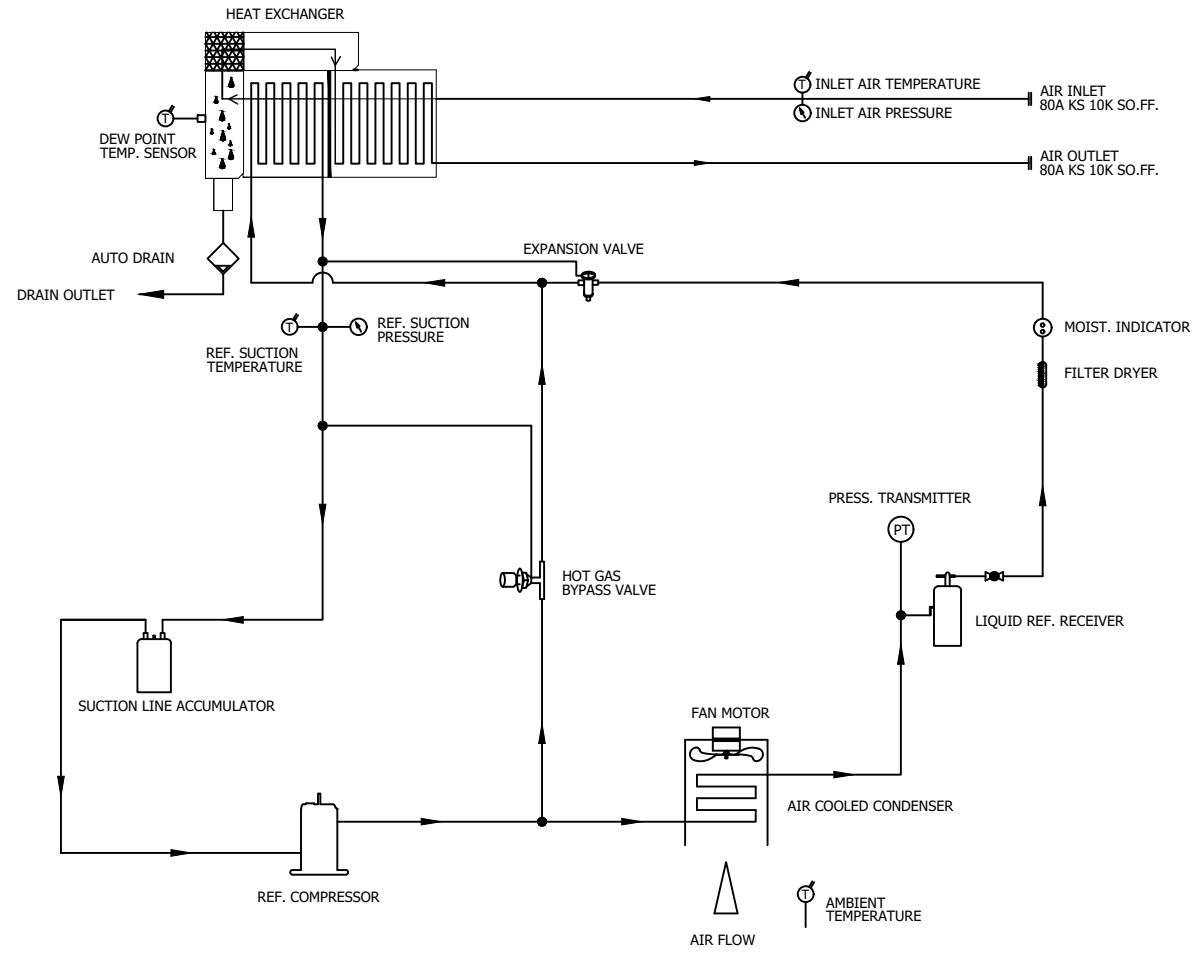 HEAT EXCHANGER
T
INLET AIR TEMPERATURE
AIR INLET
80A KS 10K SO.FF.
INLET AIR PRESSURE
T
DEW POINT
TEMP. SENSOR
AIR OUTLET
80A KS 10K SO.FF.
AUTO DRAIN
EXPANSION VALVE
DRAIN OUTLET
T
REF. SUCTION
PRESSURE
MOIST. INDICATOR
REF. SUCTION
TEMPERATURE
FILTER DRYER
PRESS. TRANSMITTER
PT
HOT GAS
BYPASS VALVE
LIQUID REF. RECEIVER
SUCTION LINE ACCUMULATOR
FAN MOTOR
AIR COOLED CONDENSER
REF. COMPRESSOR
T
AMBIENT
TEMPERATURE
AIR FLOW